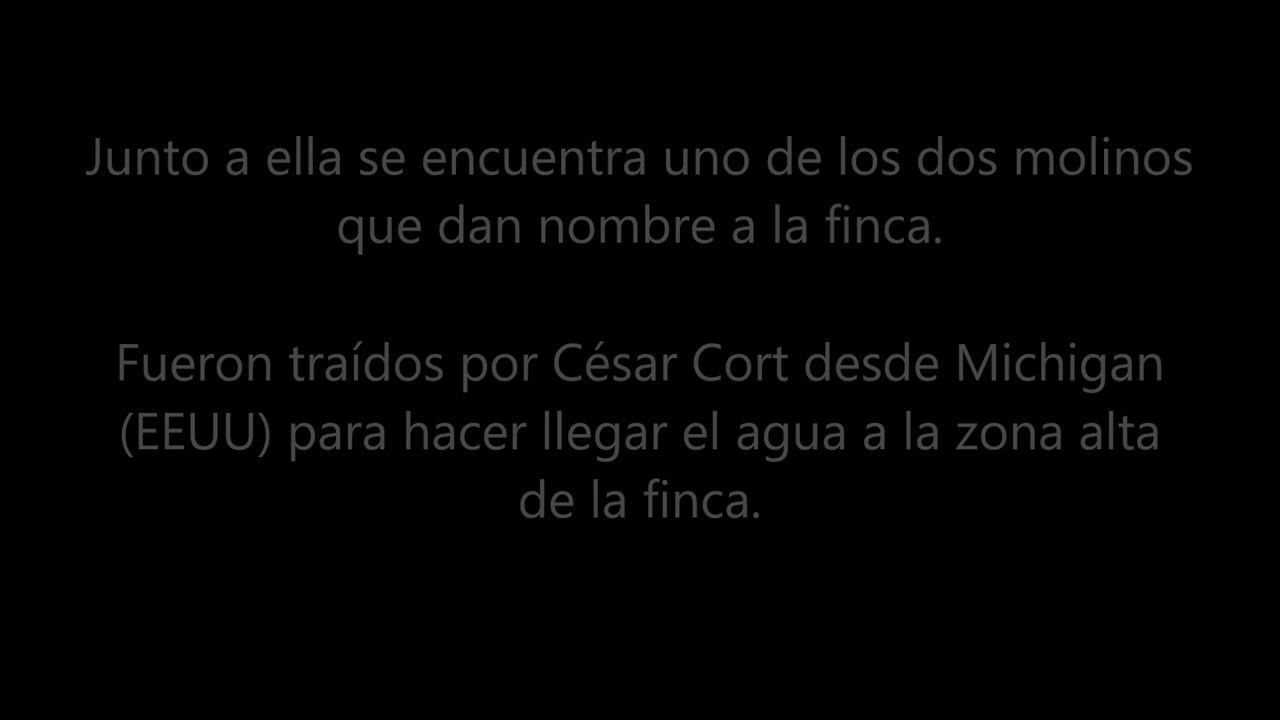 Junto a ella se encuentra uno de los dos molinos
que dan nombre a la finca.
Fueron traídos por César Cort desde Michigan
(EEUU) para hacer llegar el agua a la zona alta
de la finca.